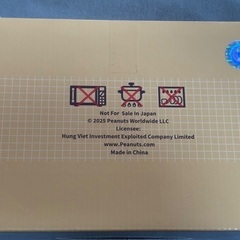 Not For Sale In Japan
© 2025 Peanuts Worldwide LLC
Licensee:
Hung Viet Investment Exploited Company Limited
www.Peanuts.com
Made in China